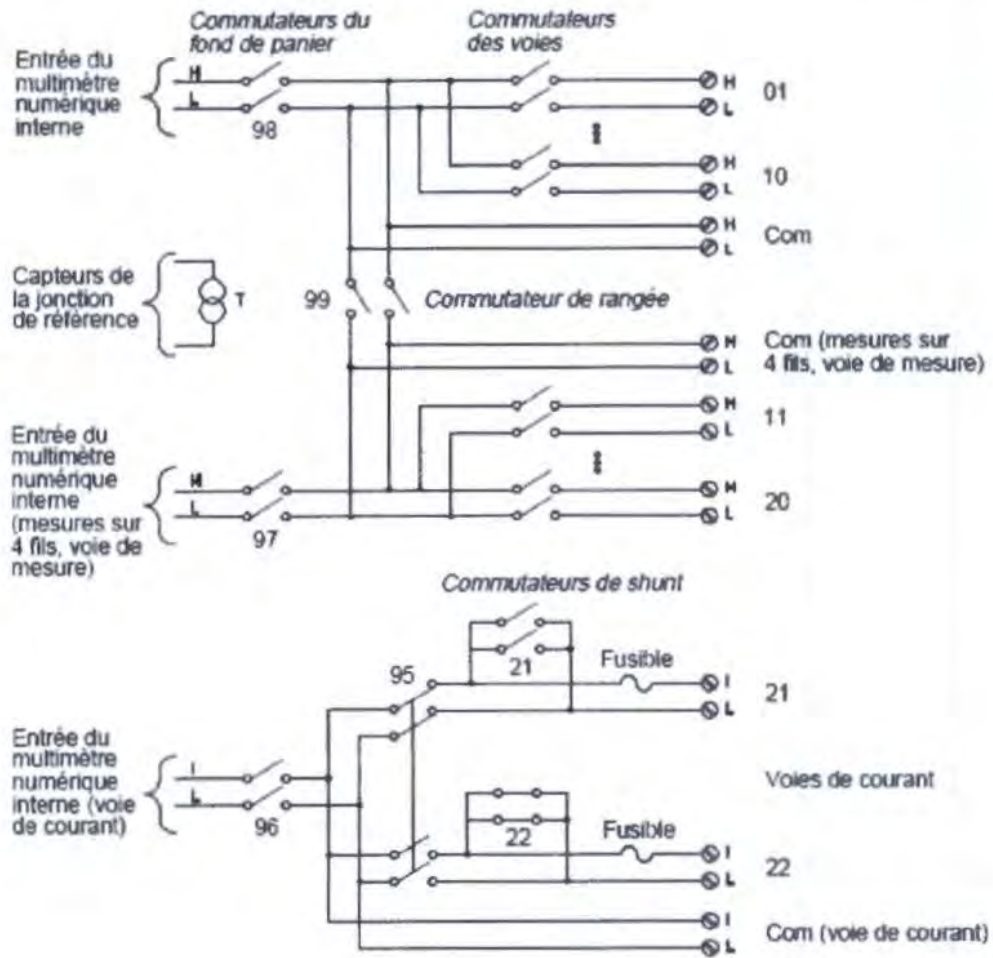 Commutateurs du
fond de panier
Commutateurs
des voies
Entrée du
multimètre
numérique
interne
H
L
98
H
L
01
H
L
10
H
L
Com
Capteurs de
la jonction
de référence
T
99
Commutateur de rangée
H
L
Com (mesures sur
4 fils, voie de mesure)
H
L
11
Entrée du
multimètre
numérique
interne
(mesures sur
4 fils, voie de
mesure)
H
L
97
H
L
20
Commutateurs de shunt
95
21
Fusible
I
L
21
Entrée du
multimètre
numérique
interne (voie
de courant)
I
L
96
Voies de courant
22
Fusible
I
L
22
I
L
Com (voie de courant)